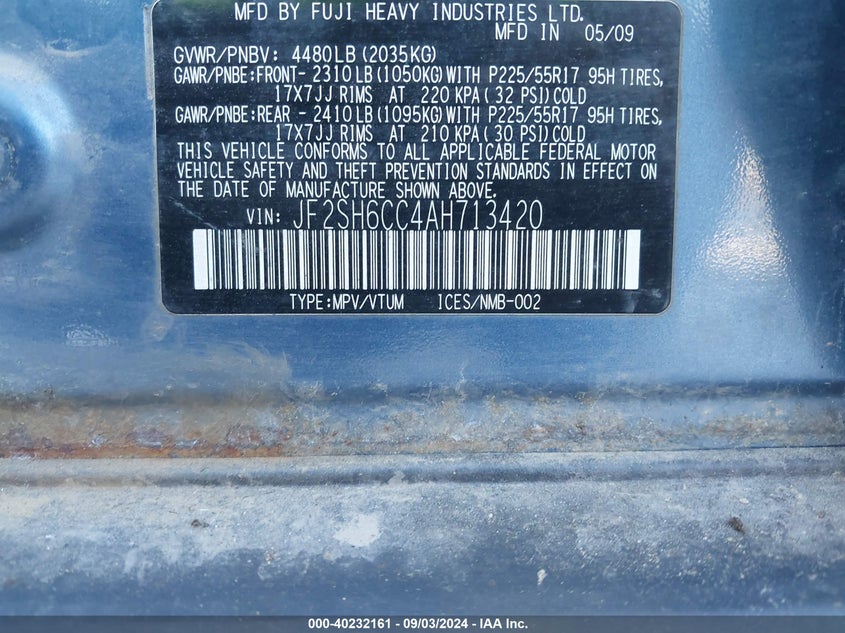 MFD BY FUJI HEAVY INDUSTRIES LTD.
MFD IN 05/09
GVWR/PNBV: 4480LB (2035KG)
GAWR/PNBE:FRONT- 2310LB (1050KG) WITH P225/55R17 95H TIRES,
17X7JJ RIMS AT 220 KPA ( 32 PSI) COLD
GAWR/PNBE:REAR - 2410LB (1095KG) WITH P225/55R17 95H TIRES,
17X7JJ RIMS AT 210 KPA ( 30 PSI) COLD
THIS VEHICLE CONFORMS TO ALL APPLICABLE FEDERAL MOTOR
VEHICLE SAFETY AND THEFT PREVENTION STANDARDS IN EFFECT ON
THE DATE OF MANUFACTURE SHOWN ABOVE.
VIN: JF2SH6CC4AH713420
TYPE:MPV/VTUM ICES/NMB-002
000-40232161 - 09/03/2024 - IAA Inc.